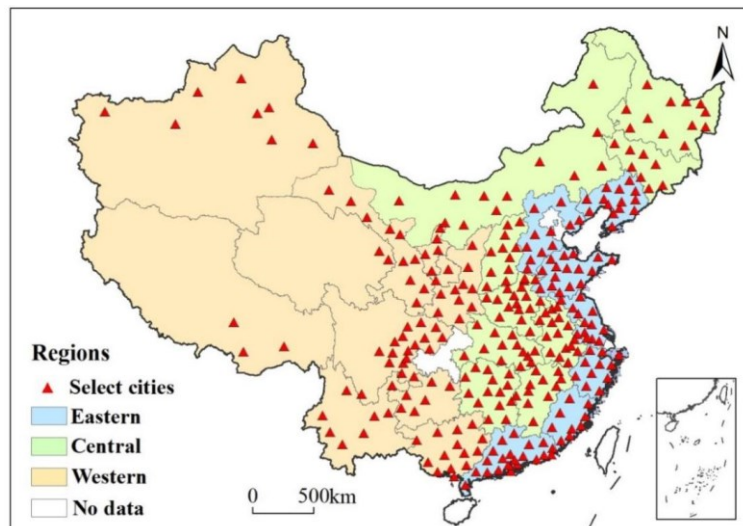 N
Regions
Select cities
Eastern
Central
Western
No data
0 500km